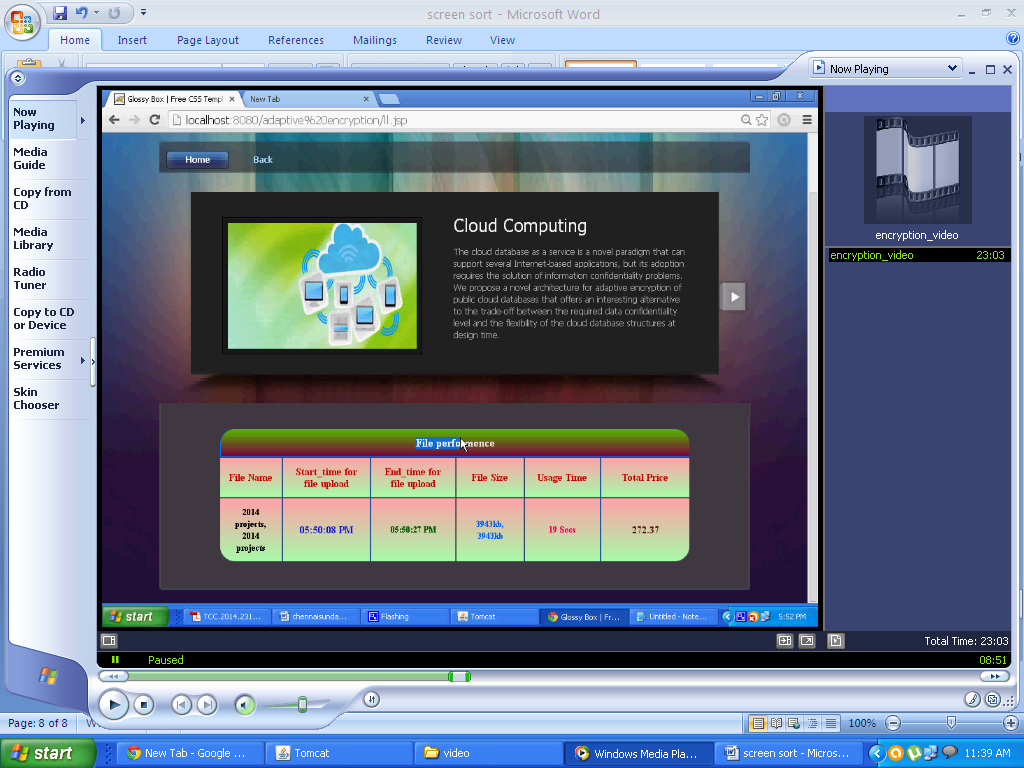 screen sort - Microsoft Word
Home Insert Page Layout References Mailings Review View
Now Playing
Now
Playing
Media
Guide
Copy from
CD
Media
Library
Radio
Tuner
Copy to CD
or Device
Premium
Services
Skin
Chooser
Glossy Box | Free CSS Templ
New Tab
localhost:8080/adaptive%20encryption/ll.jsp
Home Back
Cloud Computing
The cloud database as a service is a novel paradigm that can
support several Internet-based applications, but its adoption
requires the solution of information confidentiality problems.
We propose a novel architecture for adaptive encryption of
public cloud databases that offers an interesting alternative
to the trade-off between the required data confidentiality
level and the flexibility of the cloud database structures at
design time.
File performence
File Name
Start_time for
file upload
End_time for
file upload
File Size
Usage Time
Total Price
2014
projects,
2014
projects
05:50:08 PM
05:50:27 PM
3943kb,
3943kb
19 Secs
272.37
start TCC.2014.231... chennaisunda... Flashing Tomcat Glossy Box | Fr... Untitled - Note... 5:52 PM
encryption_video
encryption_video 23:03
Total Time: 23:03
Paused 08:51
Page: 8 of 8 100%
start New Tab - Google ... Tomcat video Windows Media Pla... screen sort - Micros... 11:39 AM